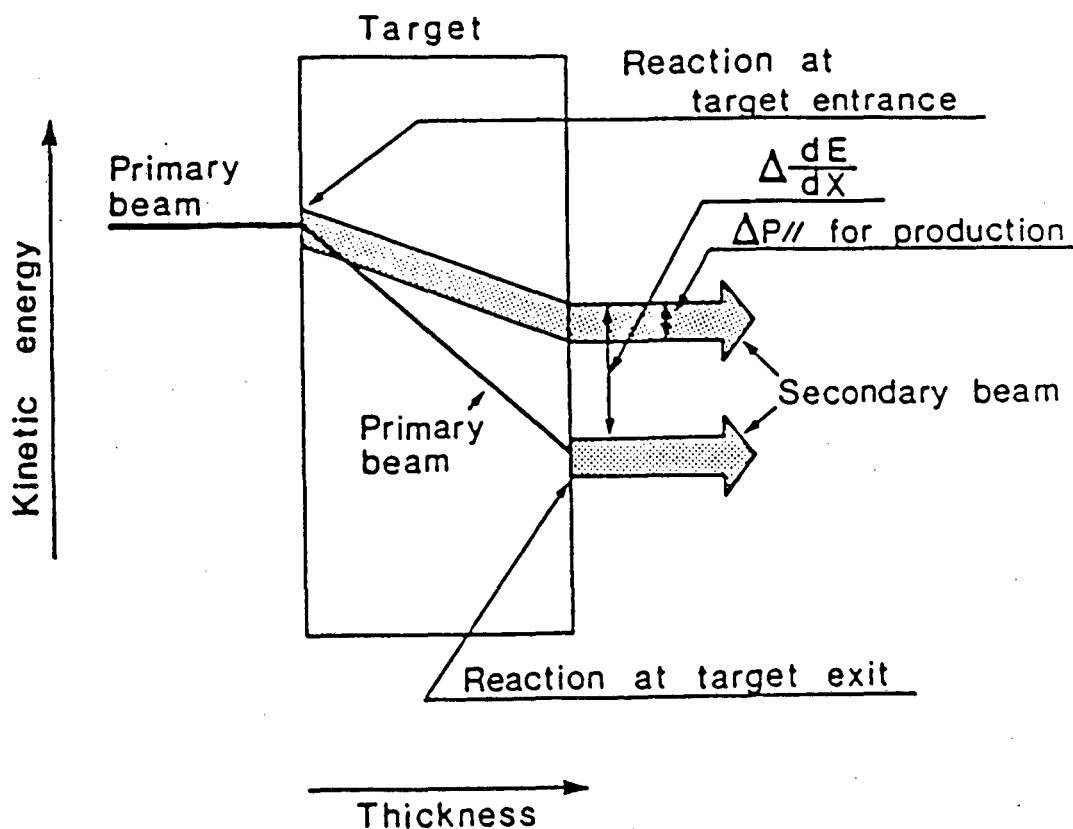 Target
Reaction at
target entrance
Primary
beam
Δ dE/dX
ΔP// for production
Kinetic energy
Secondary beam
Primary
beam
Reaction at target exit
Thickness